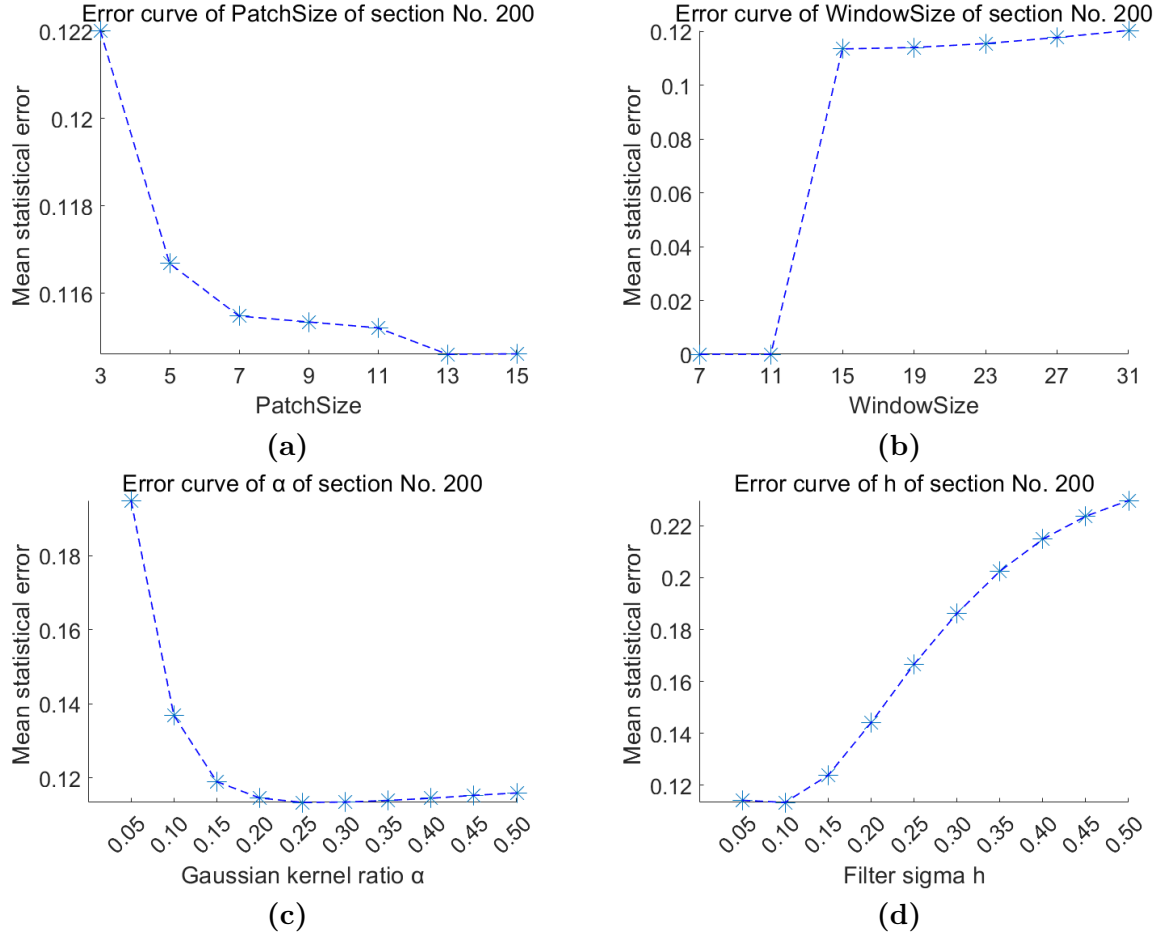 Error curve of PatchSize of section No. 200
0.122
0.12
0.118
0.116
Mean statistical error
3 5 7 9 11 13 15
PatchSize
(a)
Error curve of WindowSize of section No. 200
0.12
0.1
0.08
0.06
0.04
0.02
0
Mean statistical error
7 11 15 19 23 27 31
WindowSize
(b)
Error curve of α of section No. 200
0.18
0.16
0.14
0.12
Mean statistical error
0.05 0.10 0.15 0.20 0.25 0.30 0.35 0.40 0.45 0.50
Gaussian kernel ratio α
(c)
Error curve of h of section No. 200
0.22
0.2
0.18
0.16
0.14
0.12
Mean statistical error
0.05 0.10 0.15 0.20 0.25 0.30 0.35 0.40 0.45 0.50
Filter sigma h
(d)